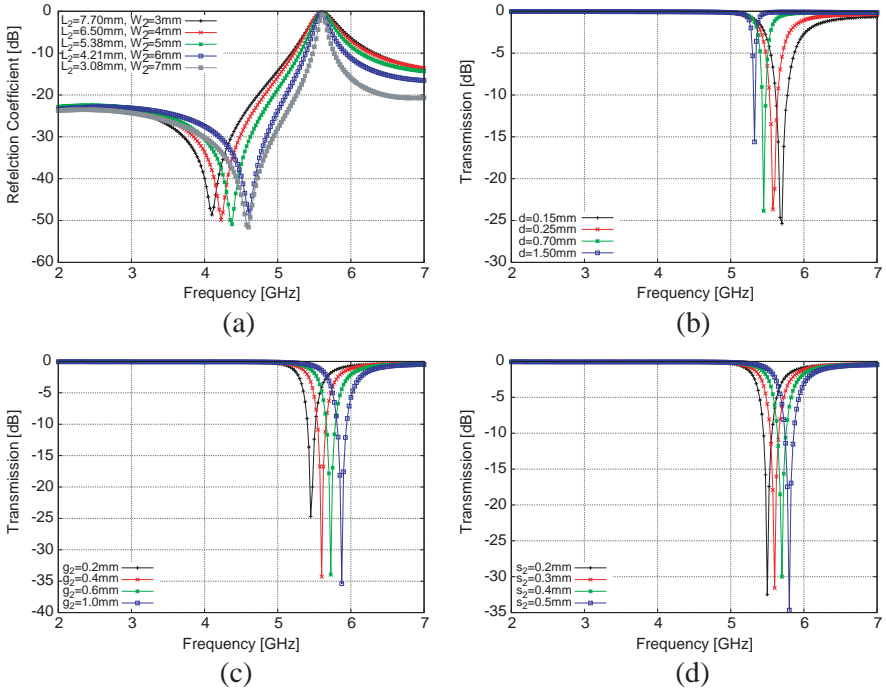 L2=7.70mm, W2=3mm
L2=6.50mm, W2=4mm
L2=5.38mm, W2=5mm
L2=4.21mm, W2=6mm
L2=3.08mm, W2=7mm
0
-10
-20
-30
-40
-50
-60
Refelction Coefficient [dB]
2 3 4 5 6 7
Frequency [GHz]
(a)
0
-5
-10
-15
-20
-25
-30
Transmission [dB]
d=0.15mm
d=0.25mm
d=0.70mm
d=1.50mm
2 3 4 5 6 7
Frequency [GHz]
(b)
0
-5
-10
-15
-20
-25
-30
-35
-40
Transmission [dB]
g2=0.2mm
g2=0.4mm
g2=0.6mm
g2=1.0mm
2 3 4 5 6 7
Frequency [GHz]
(c)
0
-5
-10
-15
-20
-25
-30
-35
Transmission [dB]
s2=0.2mm
s2=0.3mm
s2=0.4mm
s2=0.5mm
2 3 4 5 6 7
Frequency [GHz]
(d)